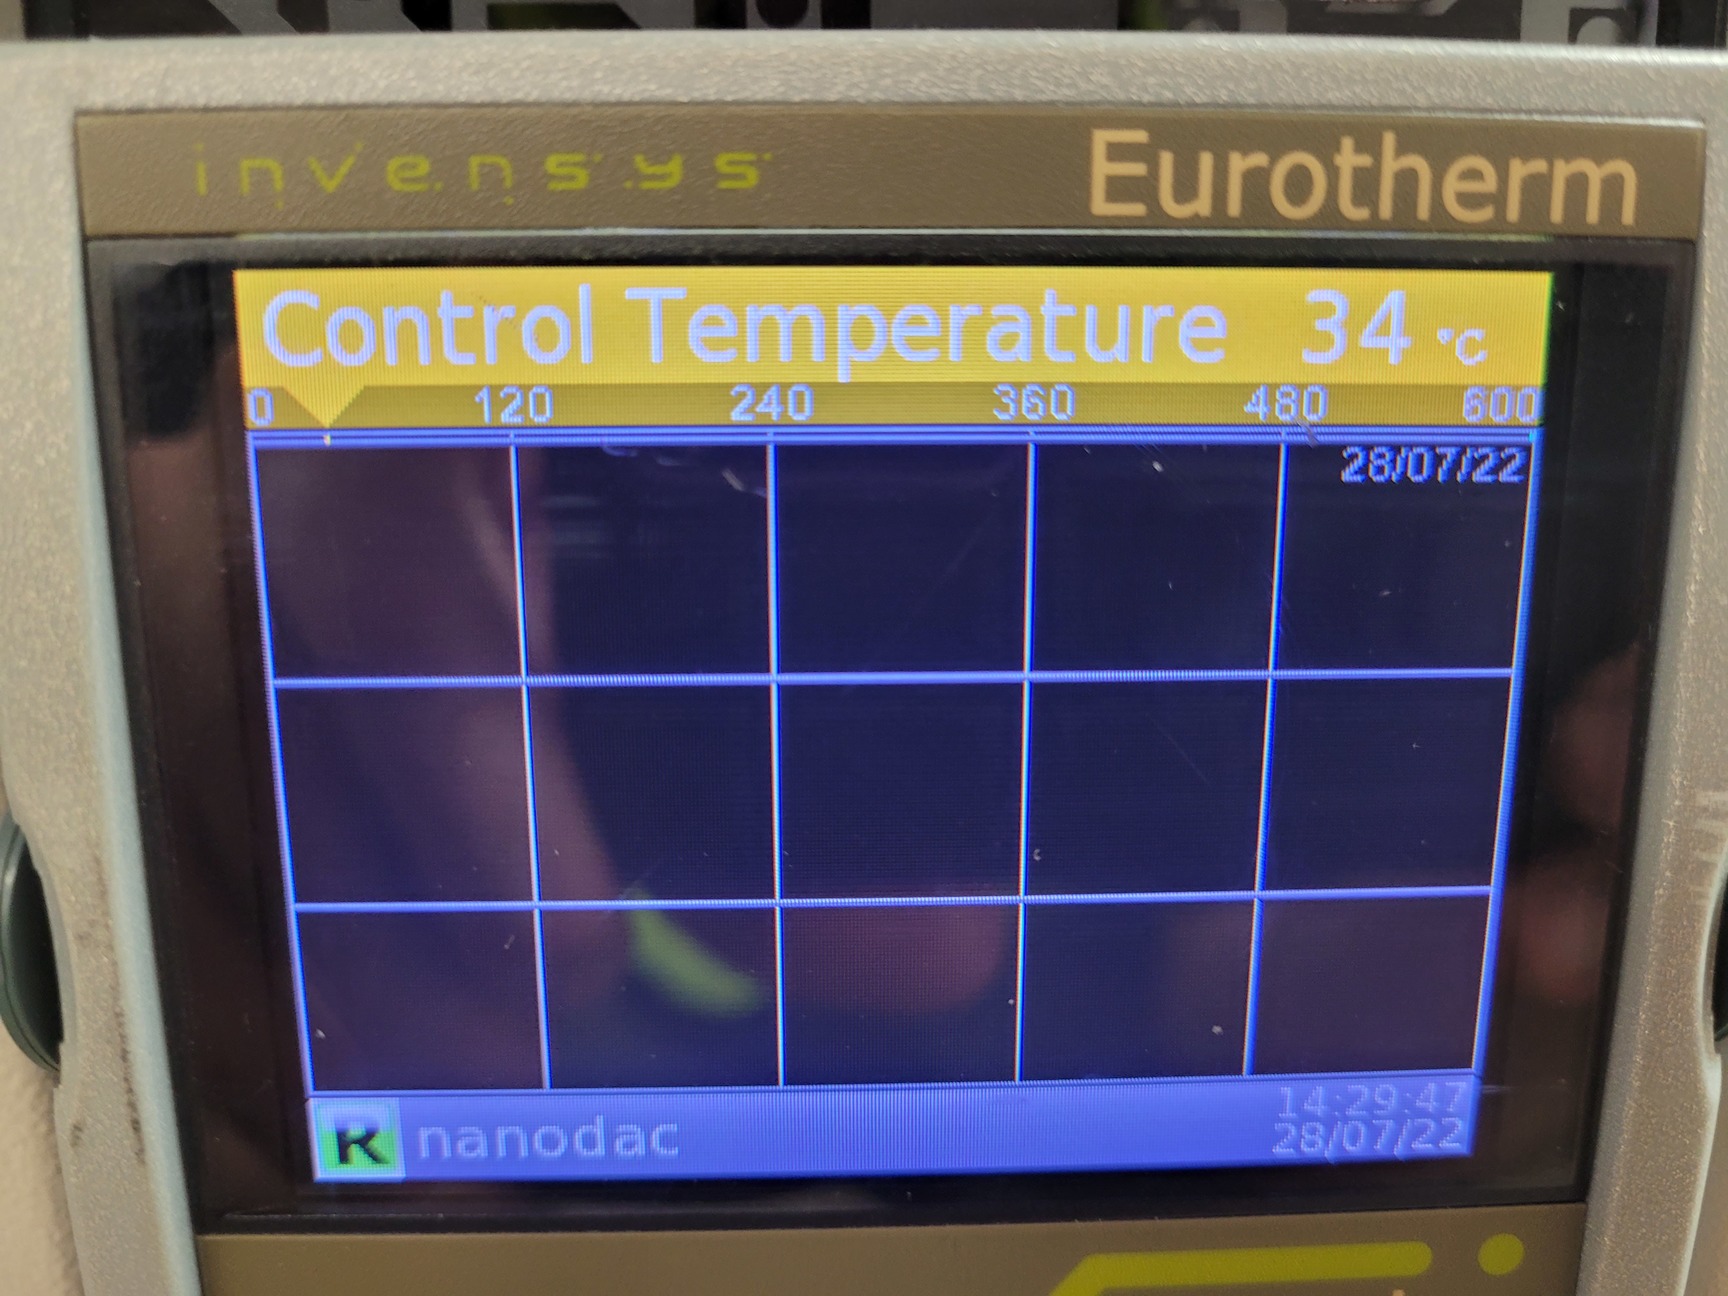 invensys
Eurotherm
Control Temperature 34 °C
0 120 240 360 480 600
28/07/22
R nanodac
14:29:47
28/07/22